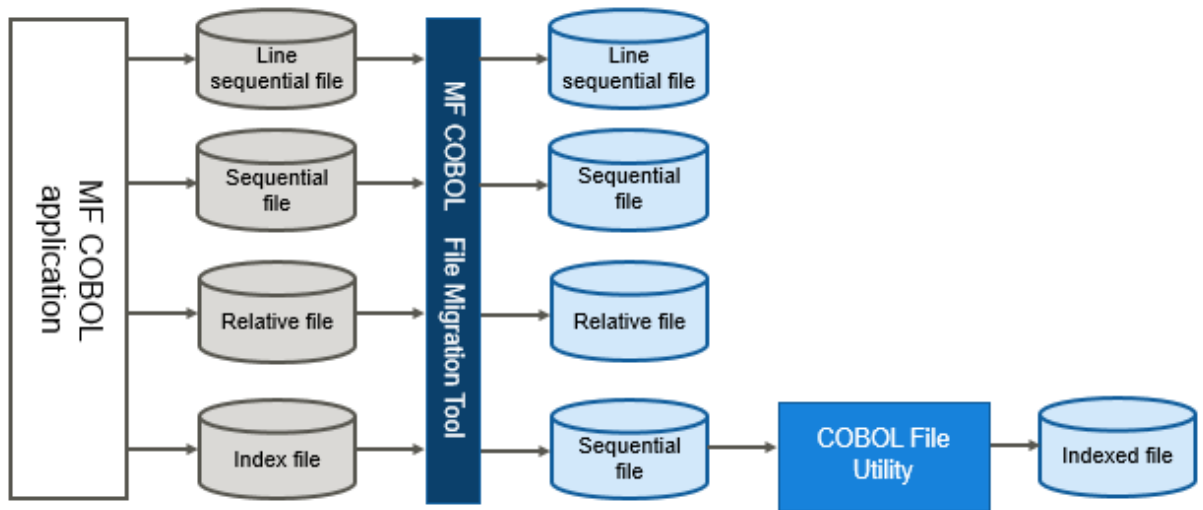 MF COBOL
application
Line
sequential file
Sequential
file
Relative file
Index file
MF COBOL File Migration Tool
Line
sequential file
Sequential
file
Relative file
Sequential
file
COBOL File
Utility
Indexed file